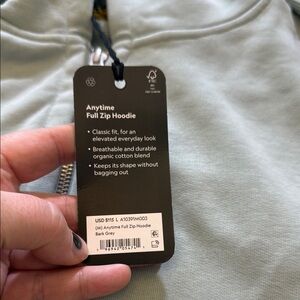 Anytime
Full Zip Hoodie
• Classic fit, for an
elevated everyday look
• Breathable and durable
organic cotton blend
• Keeps its shape without
bagging out
USD $115 L A10391M003
(M) Anytime Full Zip Hoodie
Bark Grey